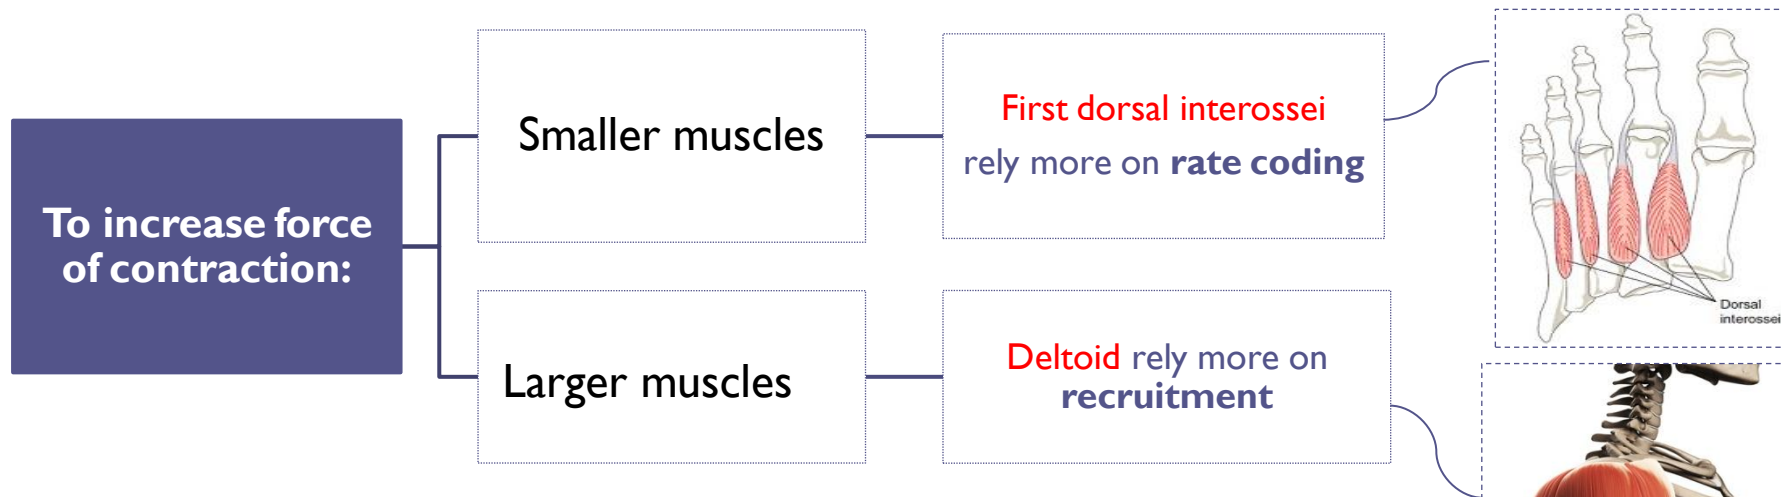 To increase force
of contraction:
Smaller muscles
First dorsal interossei
rely more on rate coding
Larger muscles
Deltoid rely more on
recruitment
Dorsal
interossei